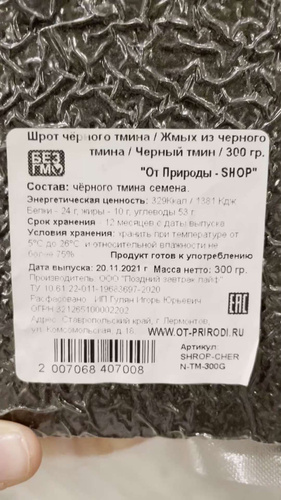 Шрот черного тмина / Жмых из черного
тмина / Черный тмин / 300 гр.
БЕЗ
ГМО
"От Природы - SHOP"
Состав: чёрного тмина семена.
Энергетическая ценность: 329Ккал / 1381 Кдж
Белки - 24 г, жиры - 10 г, углеводы 53 г.
Срок хранения 12 месяцев с даты выпуска
Условия хранения: хранить при температуре от
5°С до 26°С и относительной влажности не
более 75%
Продукт готов к употреблению
Дата выпуска: 20.11.2021 г Масса нетто: 300 гр.
Производитель: ООО "Поздний завтрак лайф"
ТУ 10.62.22-011-19683697-2020
Расфасовано ИП Гулян Игорь Юрьевич
ОГРН 321265100002202
Адрес: Ставропольский край, г. Лермонтов,
ул. Комсомольская, д. 16
EAC
WWW.OT-PRIRODI.RU
Артикул:
SHROP-CHER
N-TM-300G
2 007068 407008